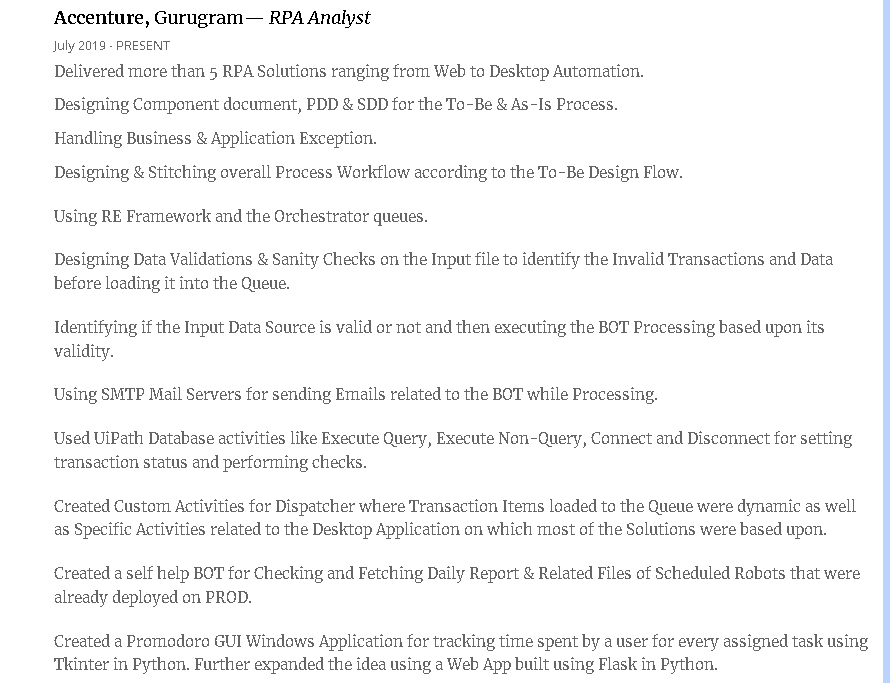 Accenture, Gurugram— RPA Analyst
July 2019 - PRESENT
Delivered more than 5 RPA Solutions ranging from Web to Desktop Automation.
Designing Component document, PDD & SDD for the To-Be & As-Is Process.
Handling Business & Application Exception.
Designing & Stitching overall Process Workflow according to the To-Be Design Flow.
Using RE Framework and the Orchestrator queues.
Designing Data Validations & Sanity Checks on the Input file to identify the Invalid Transactions and Data
before loading it into the Queue.
Identifying if the Input Data Source is valid or not and then executing the BOT Processing based upon its
validity.
Using SMTP Mail Servers for sending Emails related to the BOT while Processing.
Used UiPath Database activities like Execute Query, Execute Non-Query, Connect and Disconnect for setting
transaction status and performing checks.
Created Custom Activities for Dispatcher where Transaction Items loaded to the Queue were dynamic as well
as Specific Activities related to the Desktop Application on which most of the Solutions were based upon.
Created a self help BOT for Checking and Fetching Daily Report & Related Files of Scheduled Robots that were
already deployed on PROD.
Created a Promodoro GUI Windows Application for tracking time spent by a user for every assigned task using
Tkinter in Python. Further expanded the idea using a Web App built using Flask in Python.